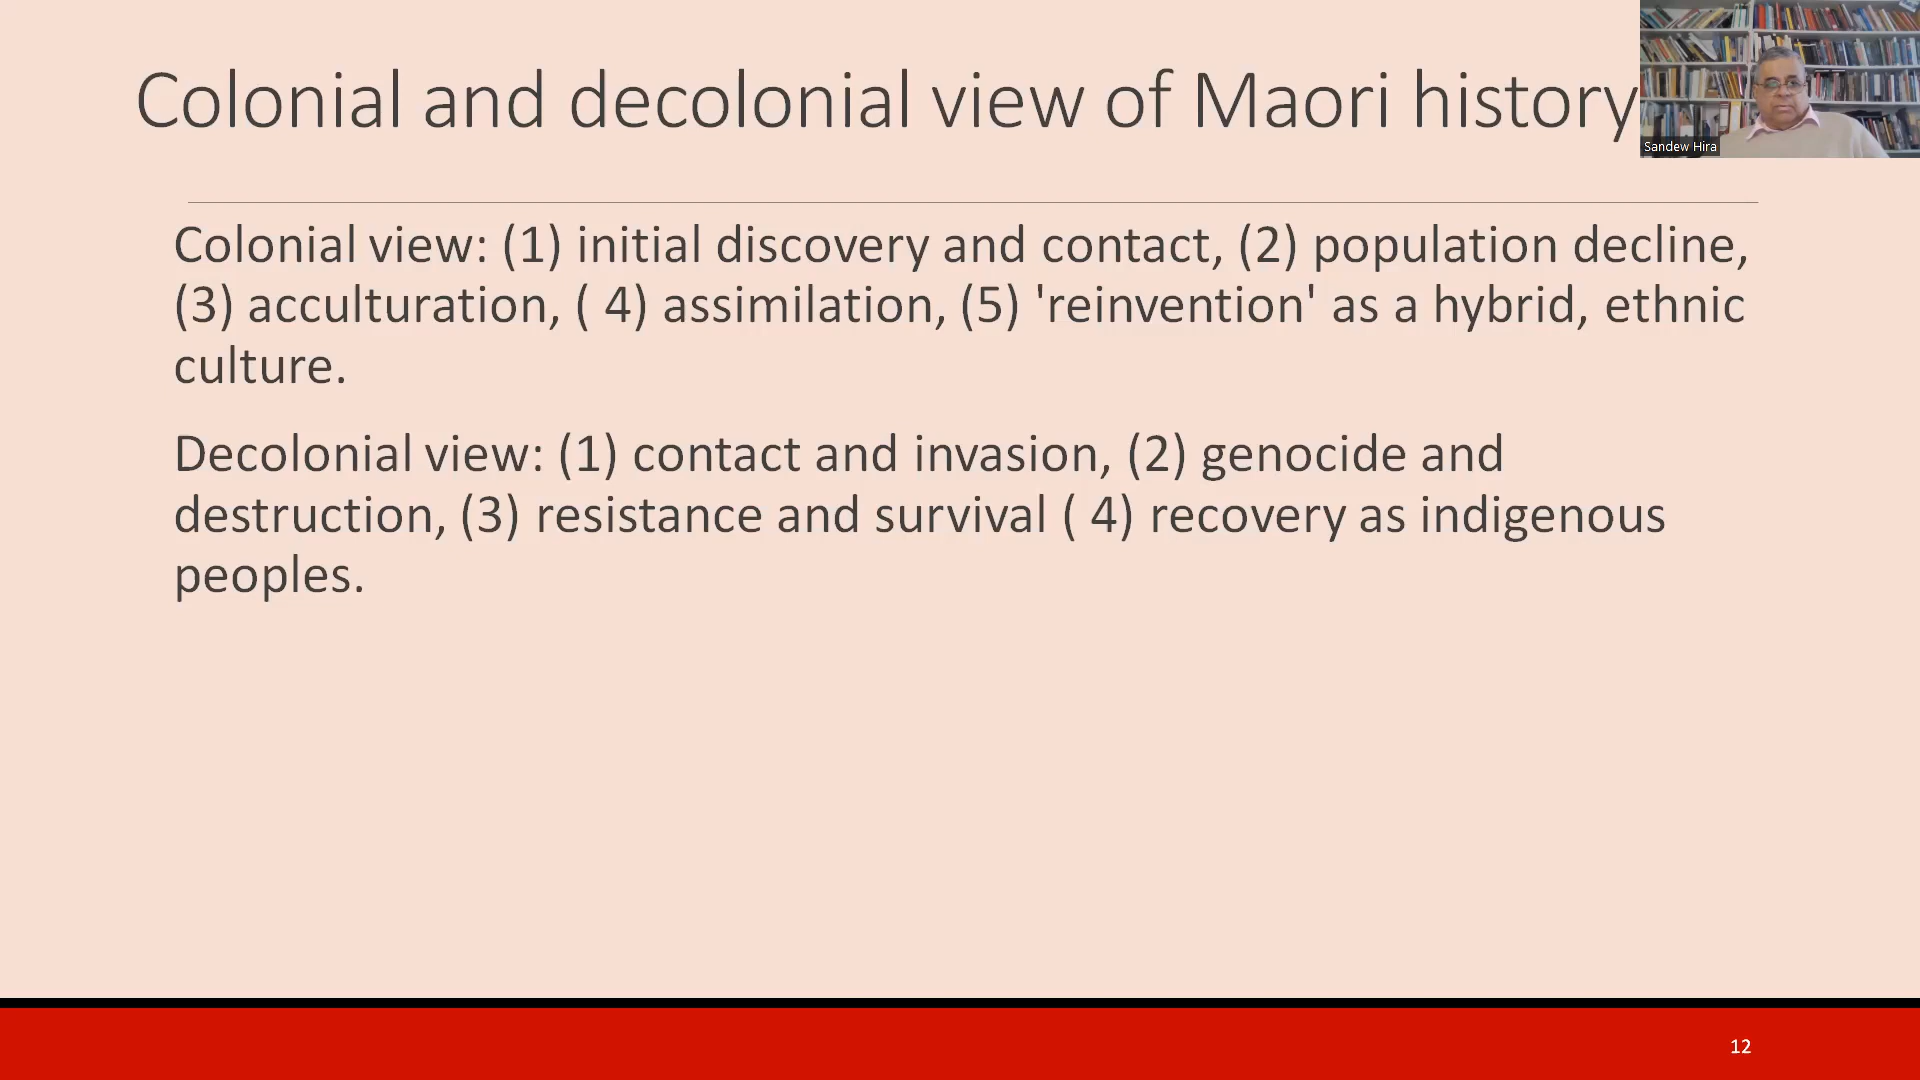 Colonial and decolonial view of Maori history
Sandew Hira
Colonial view: (1) initial discovery and contact, (2) population decline,
(3) acculturation, ( 4) assimilation, (5) 'reinvention' as a hybrid, ethnic
culture.
Decolonial view: (1) contact and invasion, (2) genocide and
destruction, (3) resistance and survival ( 4) recovery as indigenous
peoples.
12